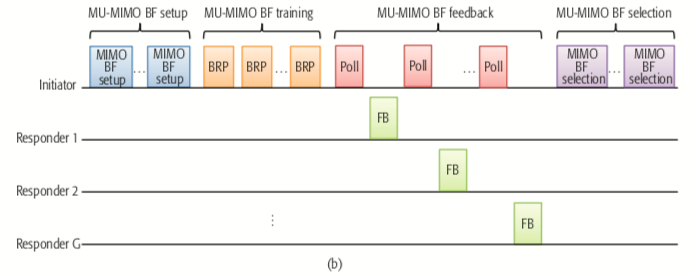 MU-MIMO BF setup MU-MIMO BF training MU-MIMO BF feedback MU-MIMO BF selection
MIMO BF setup ... MIMO BF setup BRP BRP ... BRP Poll Poll ... Poll MIMO BF selection ... MIMO BF selection
Initiator
FB
Responder 1
FB
Responder 2
⋮ FB
Responder G
(b)